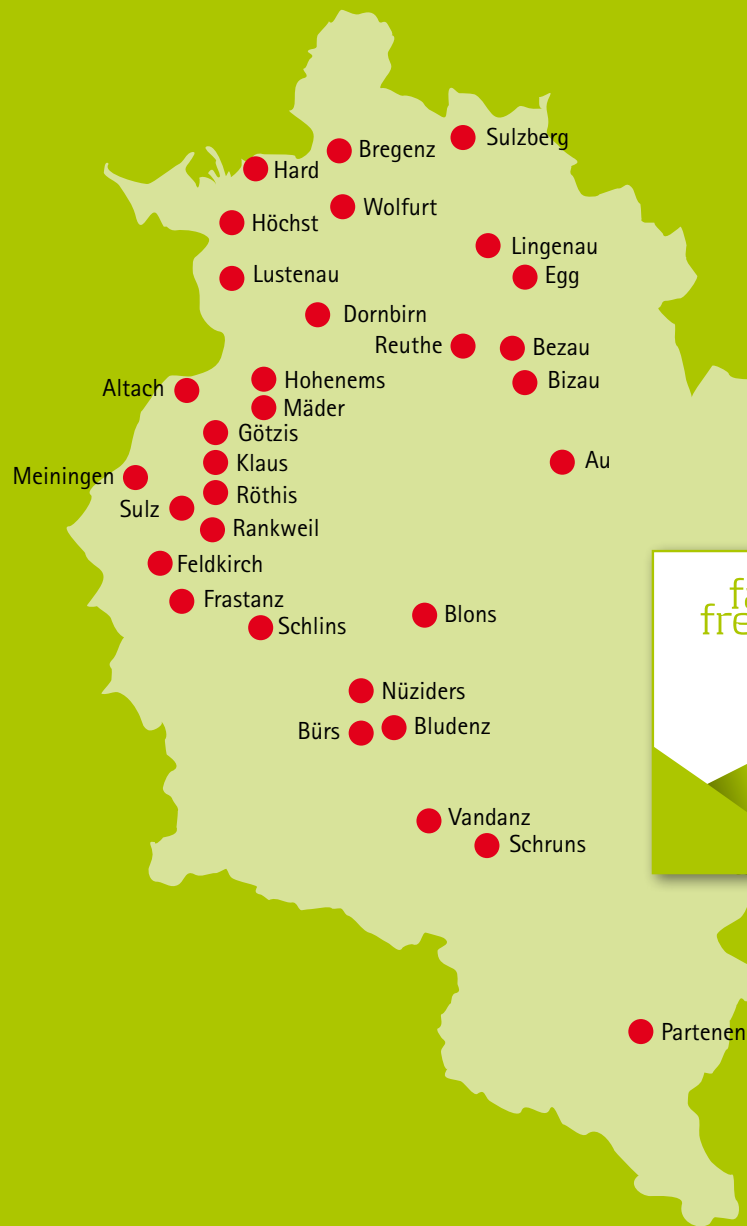 Sulzberg
Bregenz
Hard
Wolfurt
Höchst
Lingenau
Lustenau
Egg
Dornbirn
Reuthe
Bezau
Hohenems
Bizau
Altach
Mäder
Götzis
Au
Klaus
Meiningen
Röthis
Sulz
Rankweil
Feldkirch
Frastanz
Blons
Schlins
Nüziders
Bludenz
Bürs
Vandanz
Schruns
Partenen